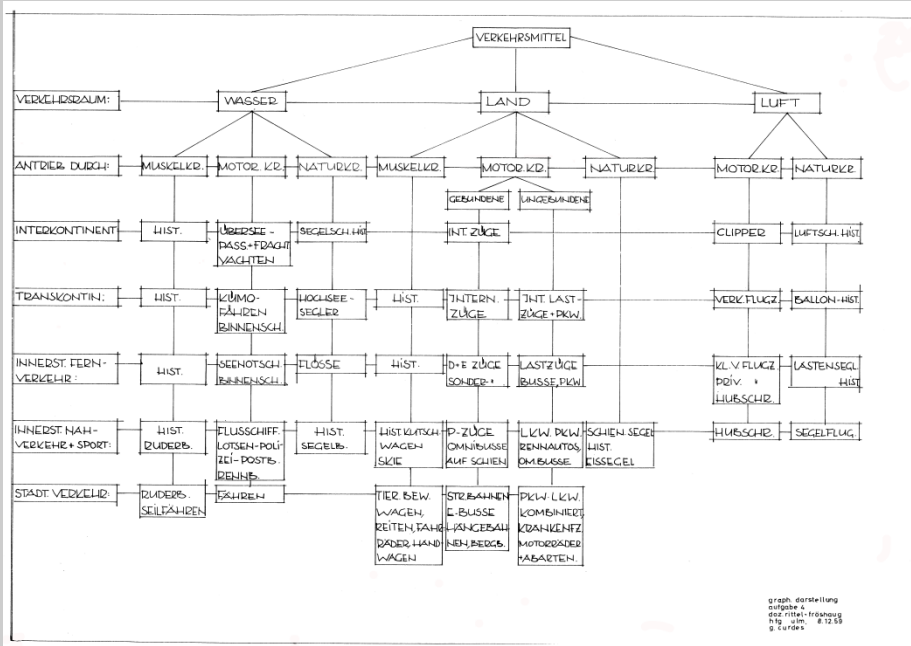 VERKEHRSMITTEL
VERKEHRSRAUM:
WASSER
LAND
LUFT
ANTRIEB DURCH:
MUSKELKR.
MOTOR. KR.
NATURKR.
MUSKELKR.
MOTOR. KR.
NATURKR.
MOTOR. KR
NATURKR
GEBUNDENE
UNGEBUNDENE
INTERKONTINENT
HIST.
ÜBERSEE-
PASS+FRACHT
YACHTEN
SEGELSCH. HIST
INT. ZÜGE
CLIPPER
LUFTSCH. HIST.
TRANSKONTIN:
HIST.
KÜMO-
FÄHREN
BINNENSCH.
HOCHSEE-
SEGLER
HIST.
INTERN.
ZÜGE
INT. LAST-
ZÜGE+PKW.
VERK. FLUGZ
BALLON-HIST.
INNERST. FERN-
VERKEHR:
HIST.
SEENOTSCH
BINNENSCH.
FLÖSSE
HIST.
D+E ZÜGE
SONDER-+
LASTZÜGE
BUSSE, PKW
KL. V. FLUGZ
PRIV. +
HUBSCHR.
LASTENSEGL.
HIST
INNERST. NAH-
VERKEHR+SPORT:
HIST.
RUDERB.
FLUSSCHIFF.
LOTSEN-POLI-
ZEI-POSTB.
RENNB.
HIST.
SEGELB.
HIST. KUTSCH
WAGEN
SKIE
P-ZÜGE
OMNIBUSSE
AUF SCHIEN
LKW. PKW.
RENNAUTOS,
OM. BUSSE
SCHIEN. SEGEL
HIST.
EISSEGEL
HUBSCHR.
SEGELFLUG.
STADT. VERKEHR:
RUDERB.
SEILFÄHREN
FÄHREN
TIER. BEW.
WAGEN,
REITEN, FAHR
RÄDER, HAND-
WAGEN
STR. BAHNEN
E-BUSSE
HÄNGEBAH
NEN, BERGB.
PKW. LKW.
KOMBINIERT,
KRANKENFZ
MOTORRÄDER
+ABARTEN.
graph. darstellung
aufgabe 4
doz. rittel-fröshaug
hfg ulm, 8.12.59
g. curdes